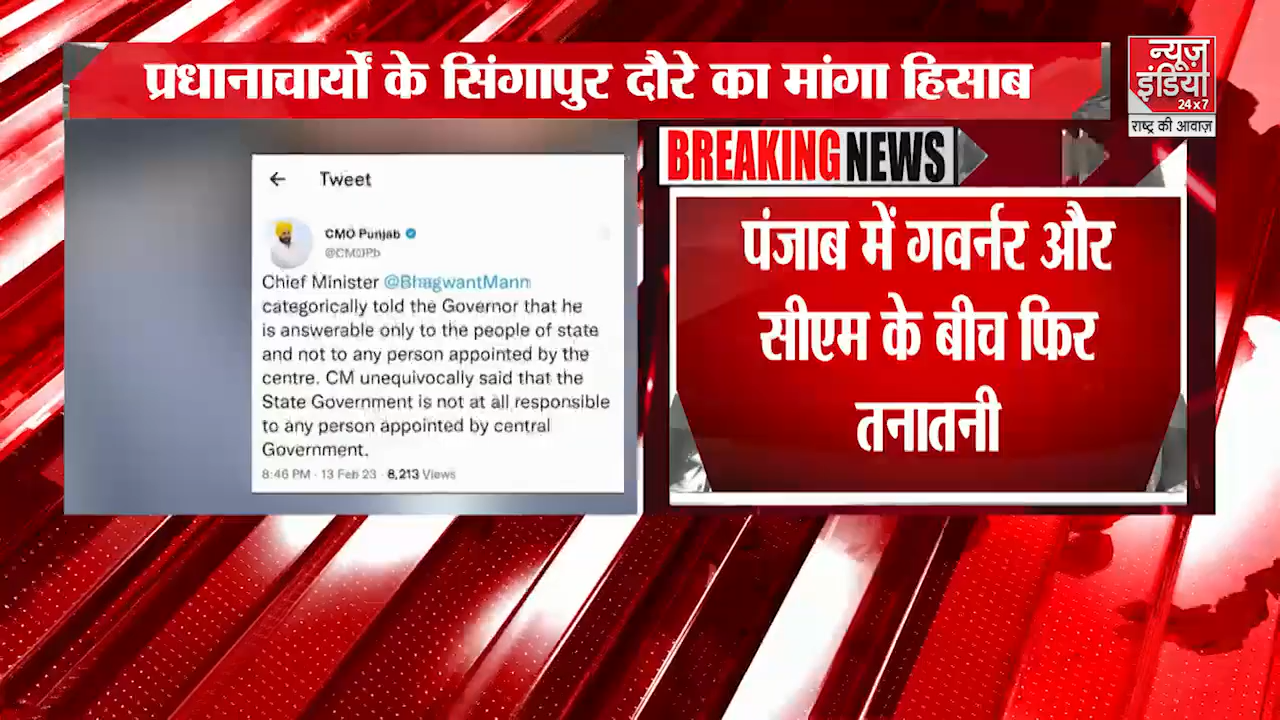 प्रधानाचार्यों के सिंगापुर दौरे का मांगा हिसाब
न्यूज़
इंडिया
24x7
राष्ट्र की आवाज़
BREAKING NEWS
पंजाब में गवर्नर और
सीएम के बीच फिर
तनातनी
← Tweet
CMO Punjab
@CMOPb
Chief Minister @BhagwantMann
categorically told the Governor that he
is answerable only to the people of state
and not to any person appointed by the
centre. CM unequivocally said that the
State Government is not at all responsible
to any person appointed by central
Government.
8:46 PM · 13 Feb 23 · 8,213 Views